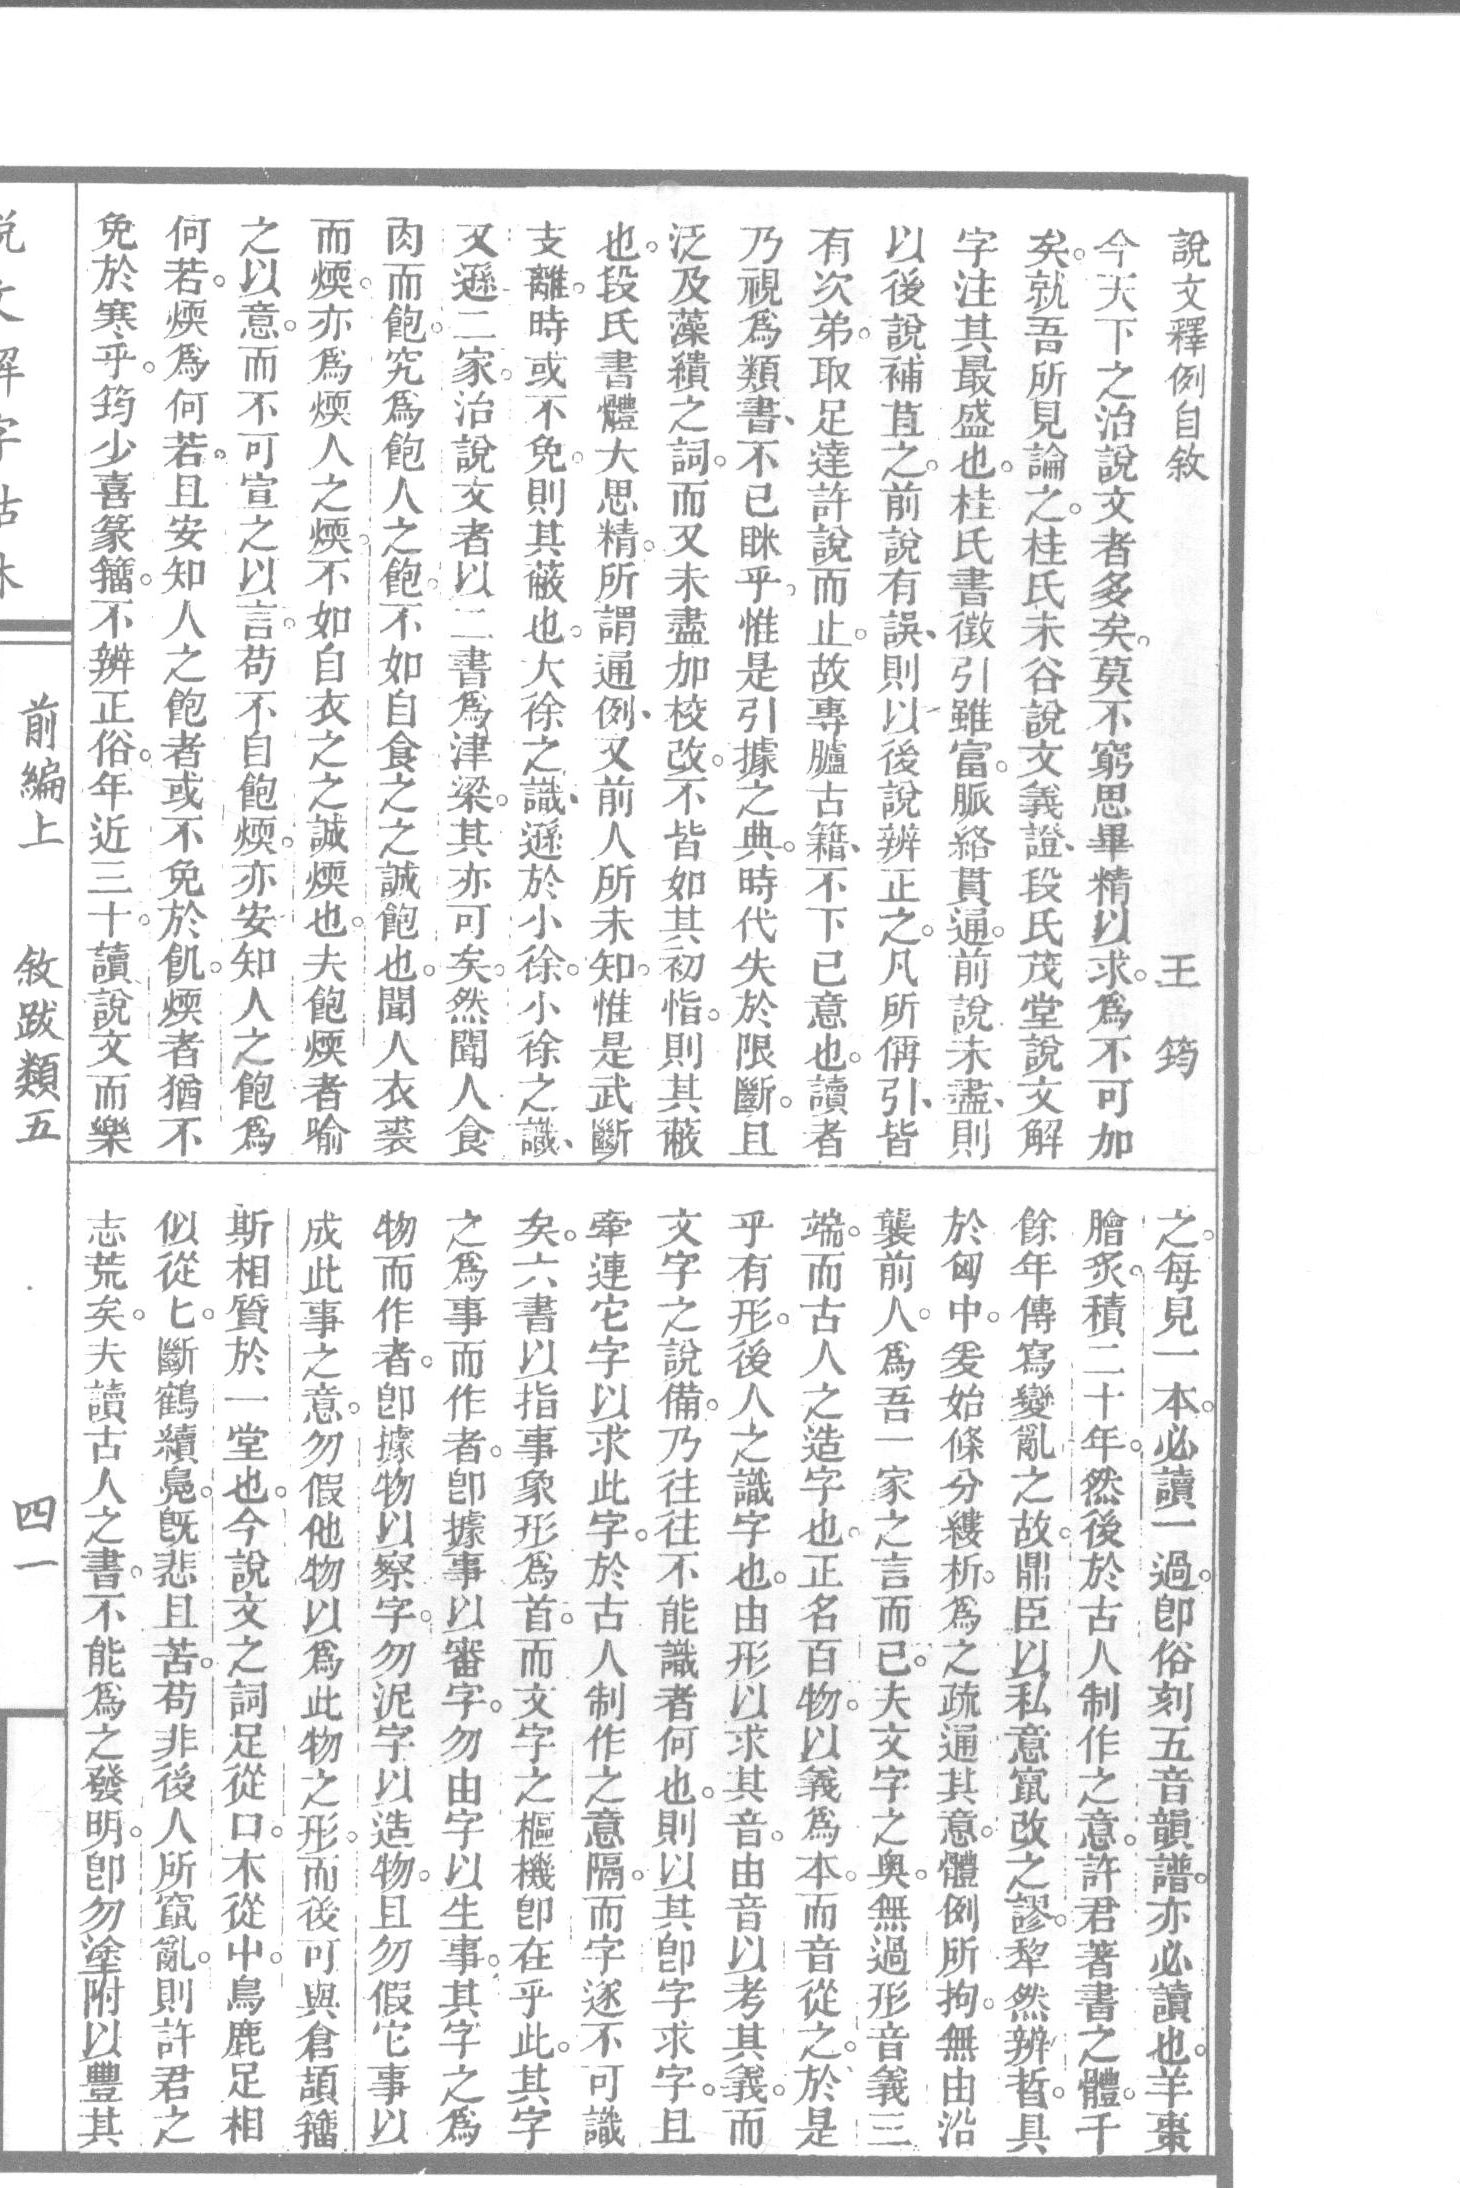 說文釋例自敘　王筠
今天下之治說文者多矣。莫不窮思畢精以求。爲不可加
矣。就吾所見論之。桂氏未谷說文義證、段氏茂堂說文解
字注其最盛也。桂氏書徵引雖富。脈絡貫通。前說未盡、則
以後說補苴之。前說有誤、則以後說辨正之。凡所偁引、皆
有次弟。取足達許說而止。故專臚古籍、不下己意也。讀者
乃視爲類書、不已眯乎。惟是引據之典。時代失於限斷。且
泛及藻繢之詞。而又未盡加校改。不皆如其初恉。則其蔽
也。段氏書體大思精。所謂通例、又前人所未知。惟是武斷
支離。時或不免。則其蔽也。大徐之識、遜於小徐。小徐之識、
又遜二家。治說文者以二書爲津梁。其亦可矣。然聞人食
肉而飽。究爲飽人之飽。不如自食之之誠飽也。聞人衣裘
而煗。亦爲煗人之煗。不如自衣之之誠煗也。夫飽煗者喻
之以意。而不可宣之以言。苟不自飽煗。亦安知人之飽爲
何若。煗爲何若。且安知人之飽者或不免於飢。煗者猶不
免於寒乎。筠少喜篆籀。不辨正俗。年近三十。讀說文而樂
之。每見一本。必讀一過。卽俗刻五音韻譜。亦必讀也。羊棗
膾炙。積二十年。然後於古人制作之意。許君著書之體。千
餘年傳寫變亂之故。鼎臣以私意竄改之謬。犂然辨晢。具
於匈中。爰始條分縷析。爲之疏通其意。體例所拘。無由沿
襲前人。爲吾一家之言而已。夫文字之奥。無過形音義三
端。而古人之造字也。正名百物。以義爲本。而音從之。於是
乎有形。後人之識字也。由形以求其音。由音以考其義。而
文字之說備。乃往往不能識者何也。則以其卽字求字。且
牽連它字以求此字。於古人制作之意隔。而字遂不可識
矣。六書以指事象形爲首。而文字之樞機卽在乎此。其字
之爲事而作者。卽據事以審字。勿由字以生事。其字之爲
物而作者。卽據物以察字。勿泥字以造物。且勿假它事以
成此事之意。勿假他物以爲此物之形。而後可與倉頡籀
斯相質於一堂也。今說文之詞足從口。木從屮。鳥鹿足相
似從匕。斷鶴續鳧。旣悲且苦。苟非後人所竄亂。則許君之
志荒矣。夫讀古人之書。不能爲之發明。卽勿塗附以豐其
前編上　敘跋類五　四一